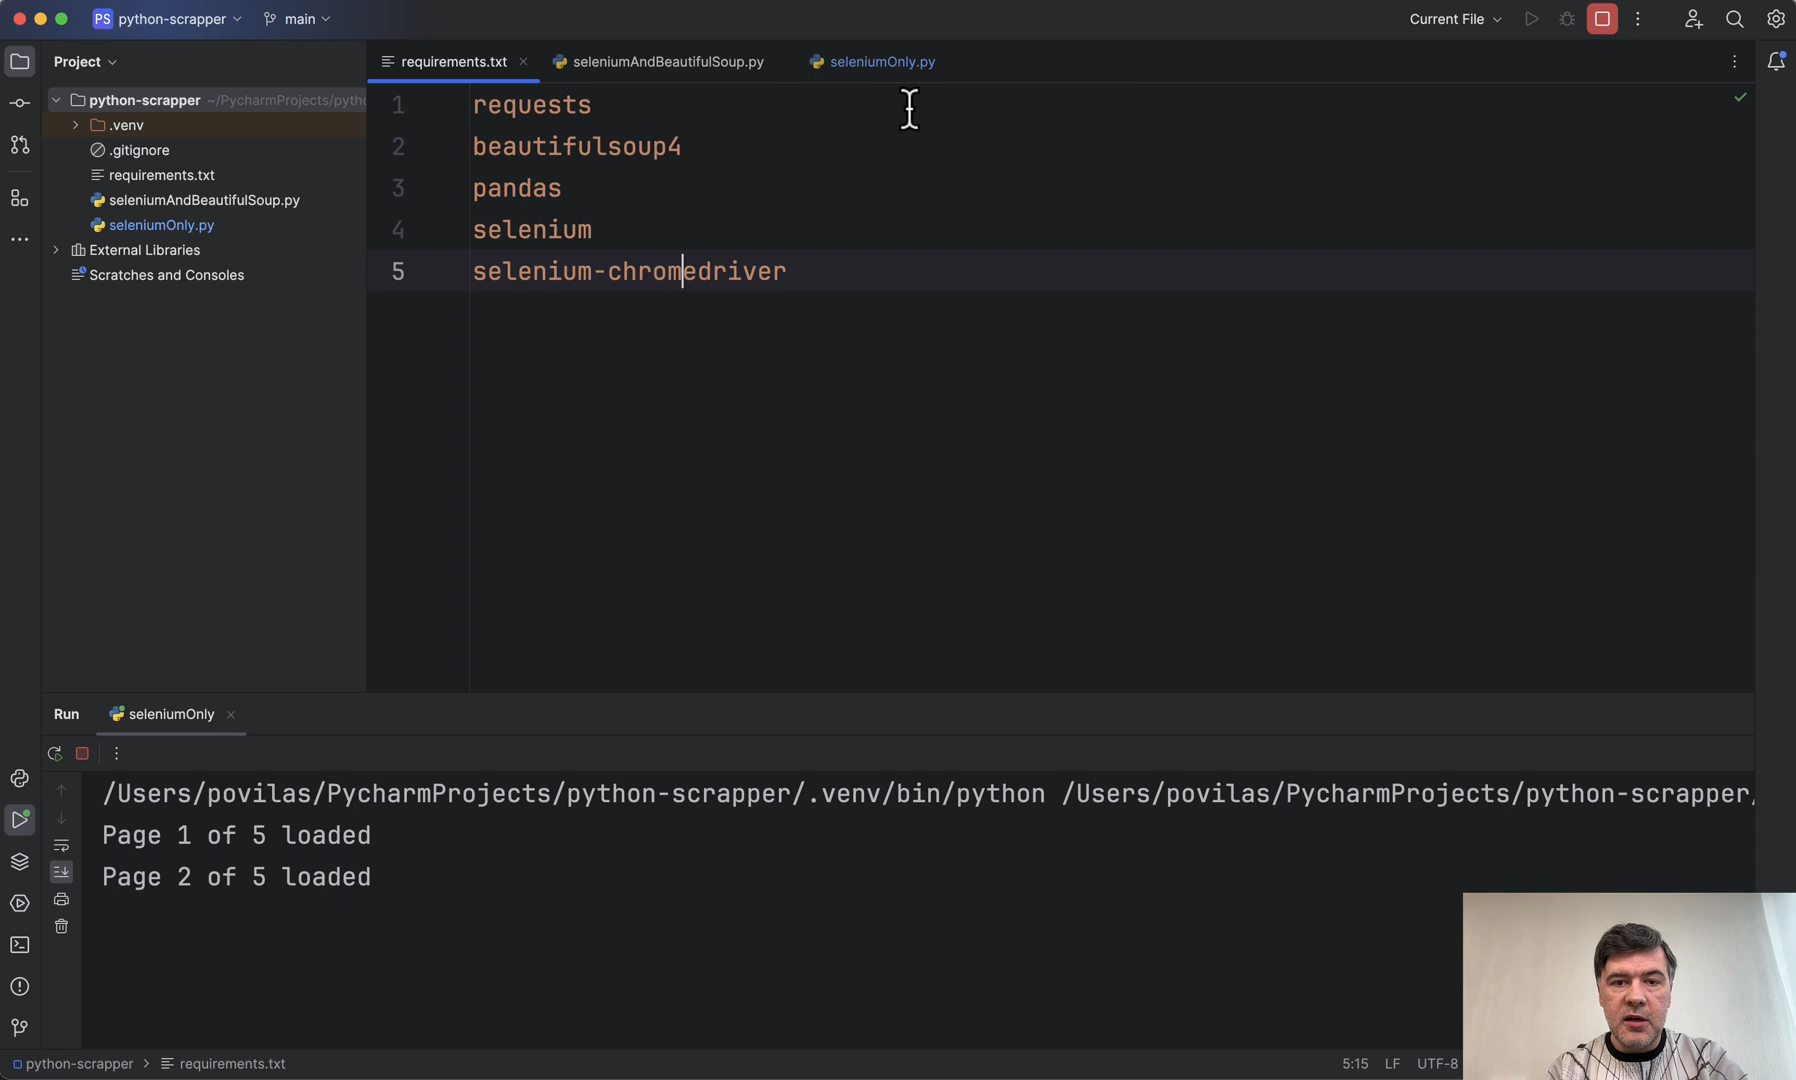 PS python-scrapper main Current File
Project
requirements.txt
seleniumAndBeautifulSoup.py
seleniumOnly.py
python-scrapper ~/PycharmProjects/pytho
.venv
.gitignore
requirements.txt
seleniumAndBeautifulSoup.py
seleniumOnly.py
External Libraries
Scratches and Consoles
1 requests
2 beautifulsoup4
3 pandas
4 selenium
5 selenium-chromedriver
Run seleniumOnly
/Users/povilas/PycharmProjects/python-scrapper/.venv/bin/python /Users/povilas/PycharmProjects/python-scrapper/
Page 1 of 5 loaded
Page 2 of 5 loaded
python-scrapper > requirements.txt 5:15 LF UTF-8